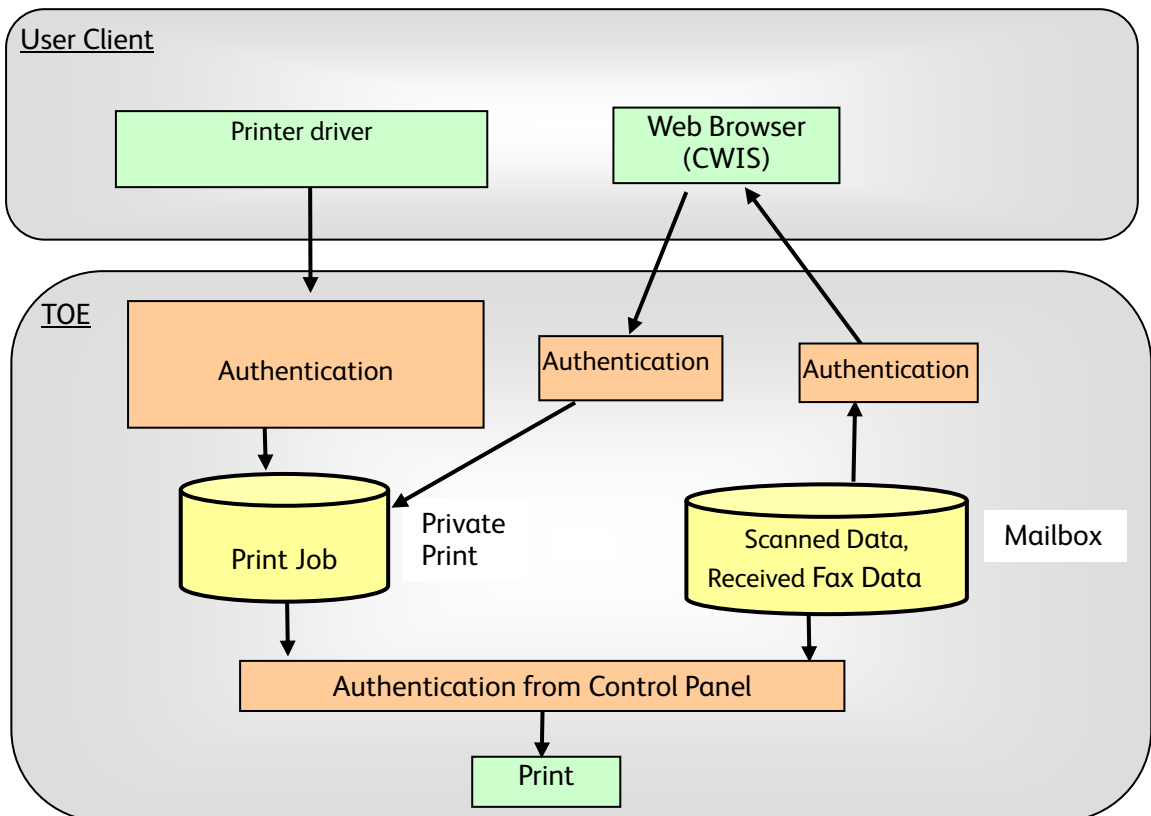 User Client
Printer driver
Web Browser
(CWIS)
TOE
Authentication
Authentication
Authentication
Print Job
Private
Print
Scanned Data,
Received Fax Data
Mailbox
Authentication from Control Panel
Print